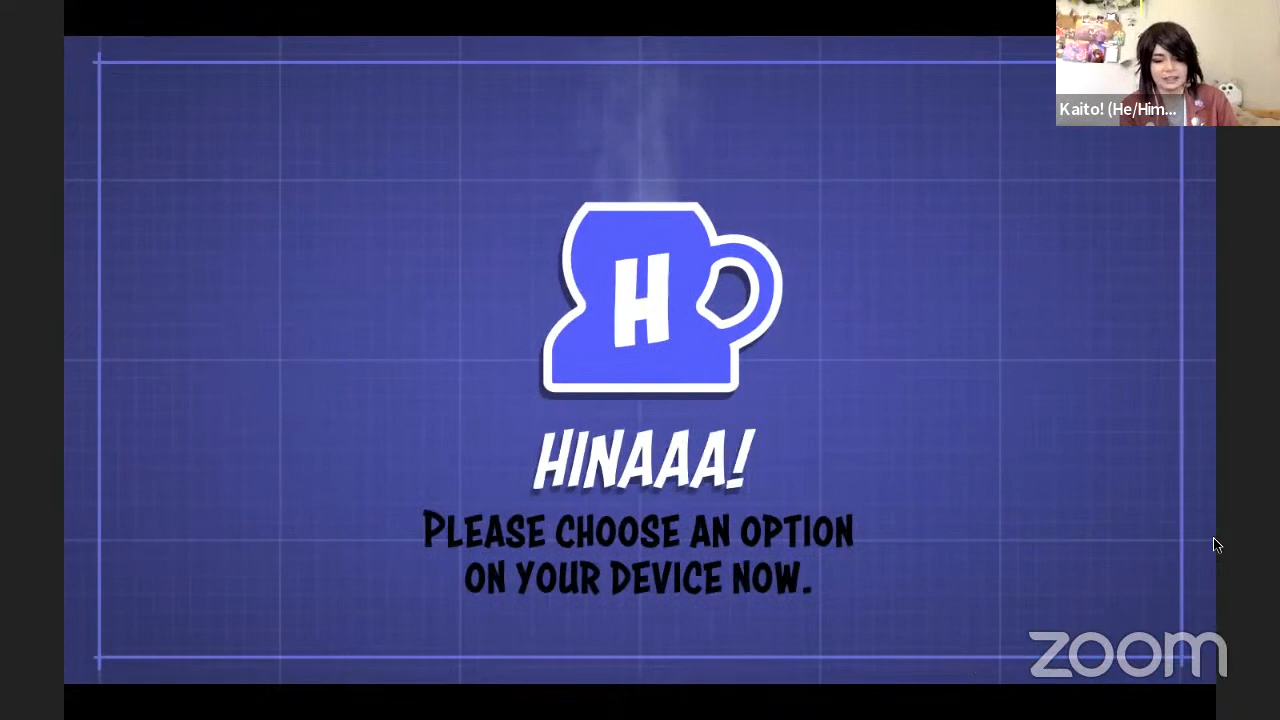 Kaito! (He/Him...
H
HINAAA!
PLEASE CHOOSE AN OPTION
ON YOUR DEVICE NOW.
zoom